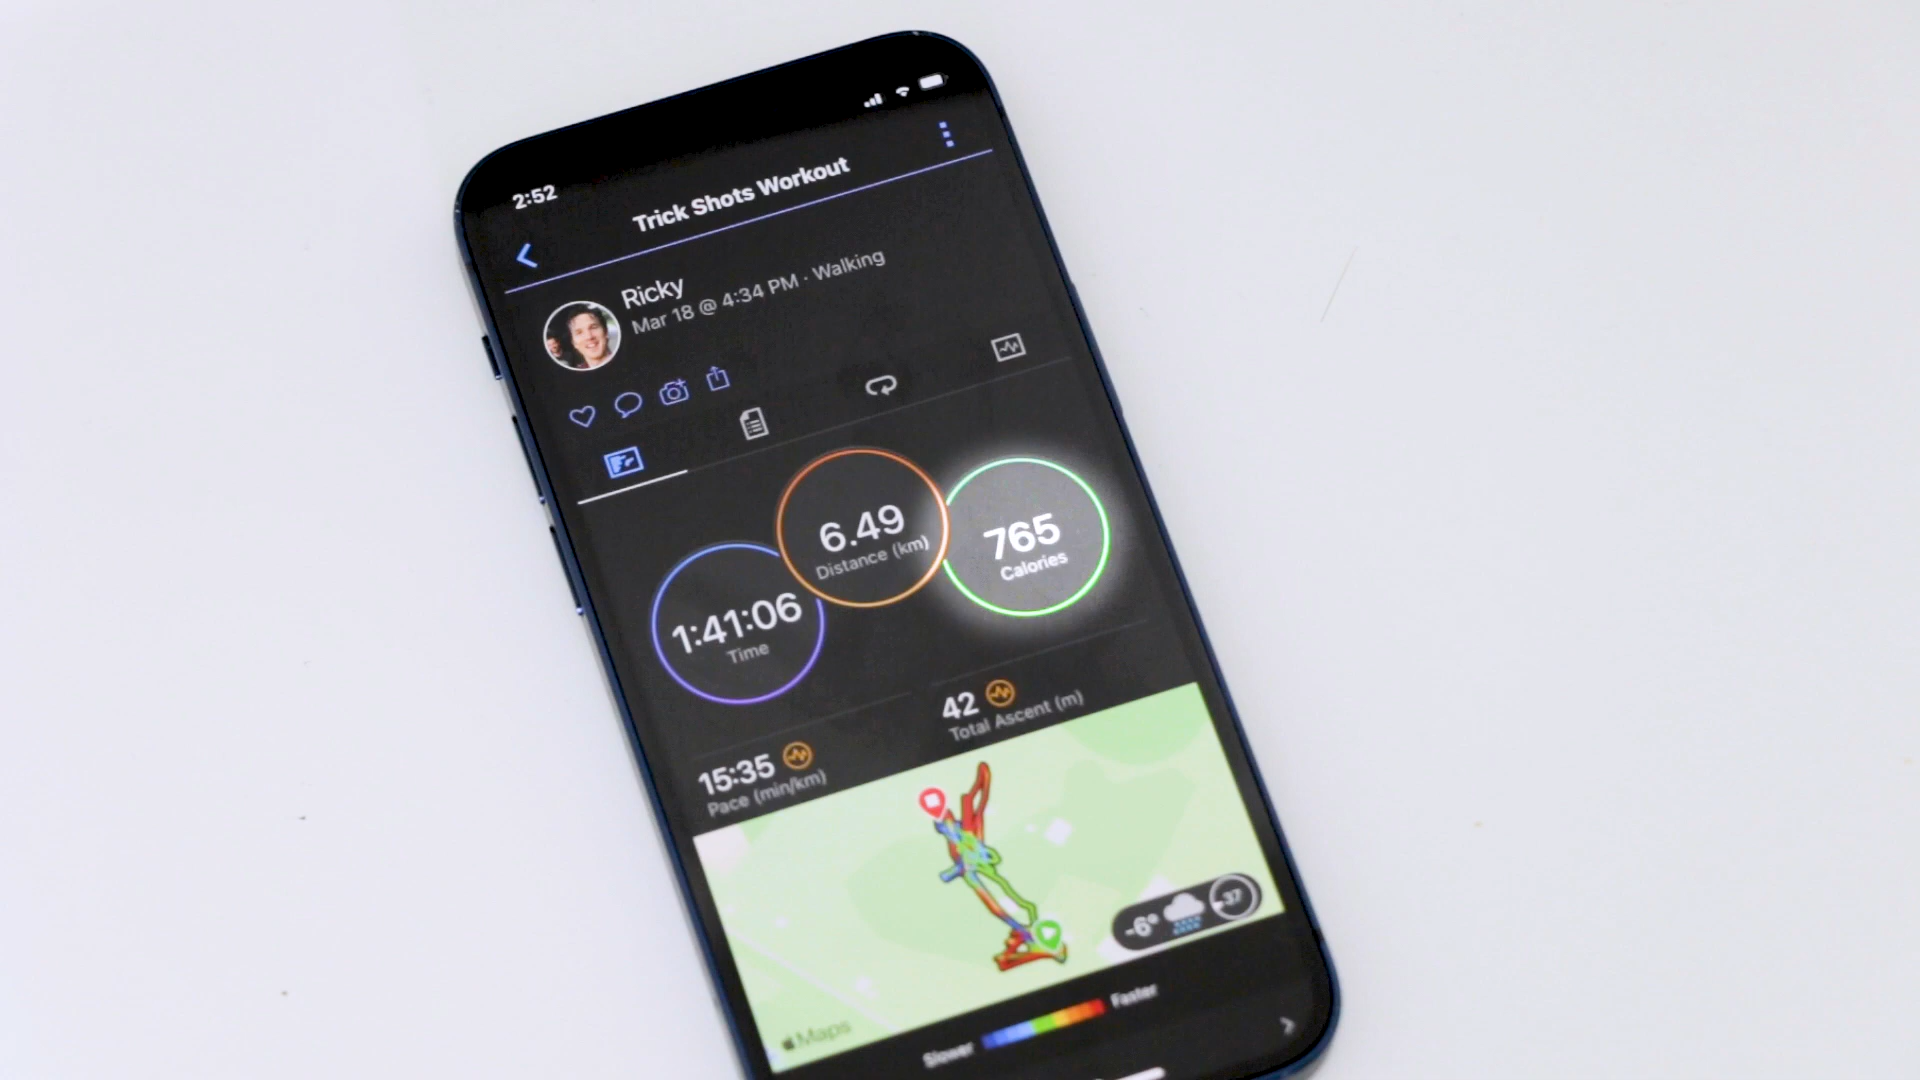 2:52
Trick Shots Workout
Ricky
Mar 18 @ 4:34 PM · Walking
1:41:06
Time
6.49
Distance (km)
765
Calories
15:35
Pace (min/km)
42
Total Ascent (m)
-6°
37
Maps
Slower
Faster